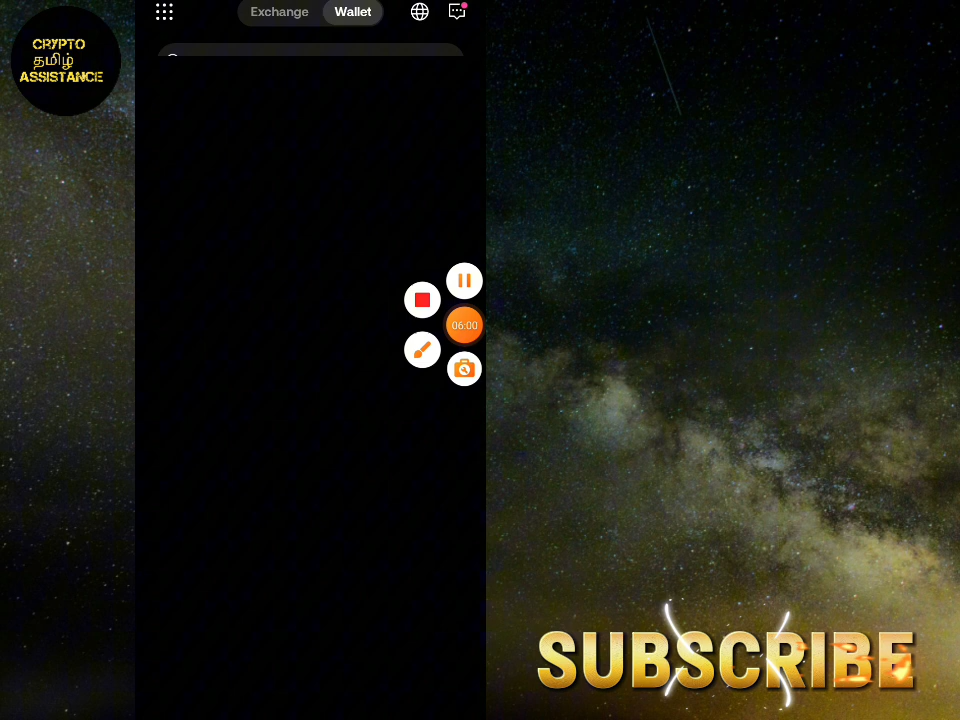 CRYPTO
தமிழ்
ASSISTANCE
Exchange
Wallet
06:00
SUBSCRIBE